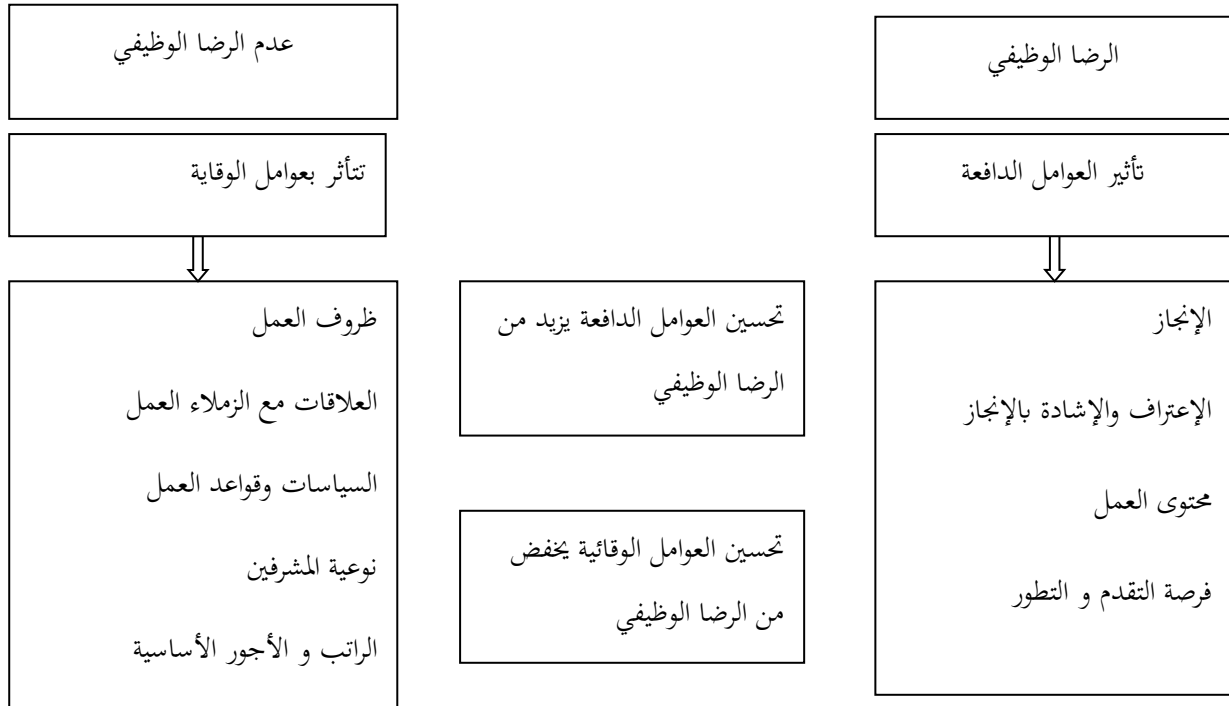 الرضا الوظيفي
عدم الرضا الوظيفي
تأثير العوامل الدافعة
تتأثر بعوامل الوقاية
الإنجاز
الإعتراف والإشادة بالإنجاز
محتوى العمل
فرصة التقدم و التطور
تحسين العوامل الدافعة يزيد من
الرضا الوظيفي
تحسين العوامل الوقائية يخفض
من الرضا الوظيفي
ظروف العمل
العلاقات مع الزملاء العمل
السياسات وقواعد العمل
نوعية المشرفين
الراتب و الأجور الأساسية